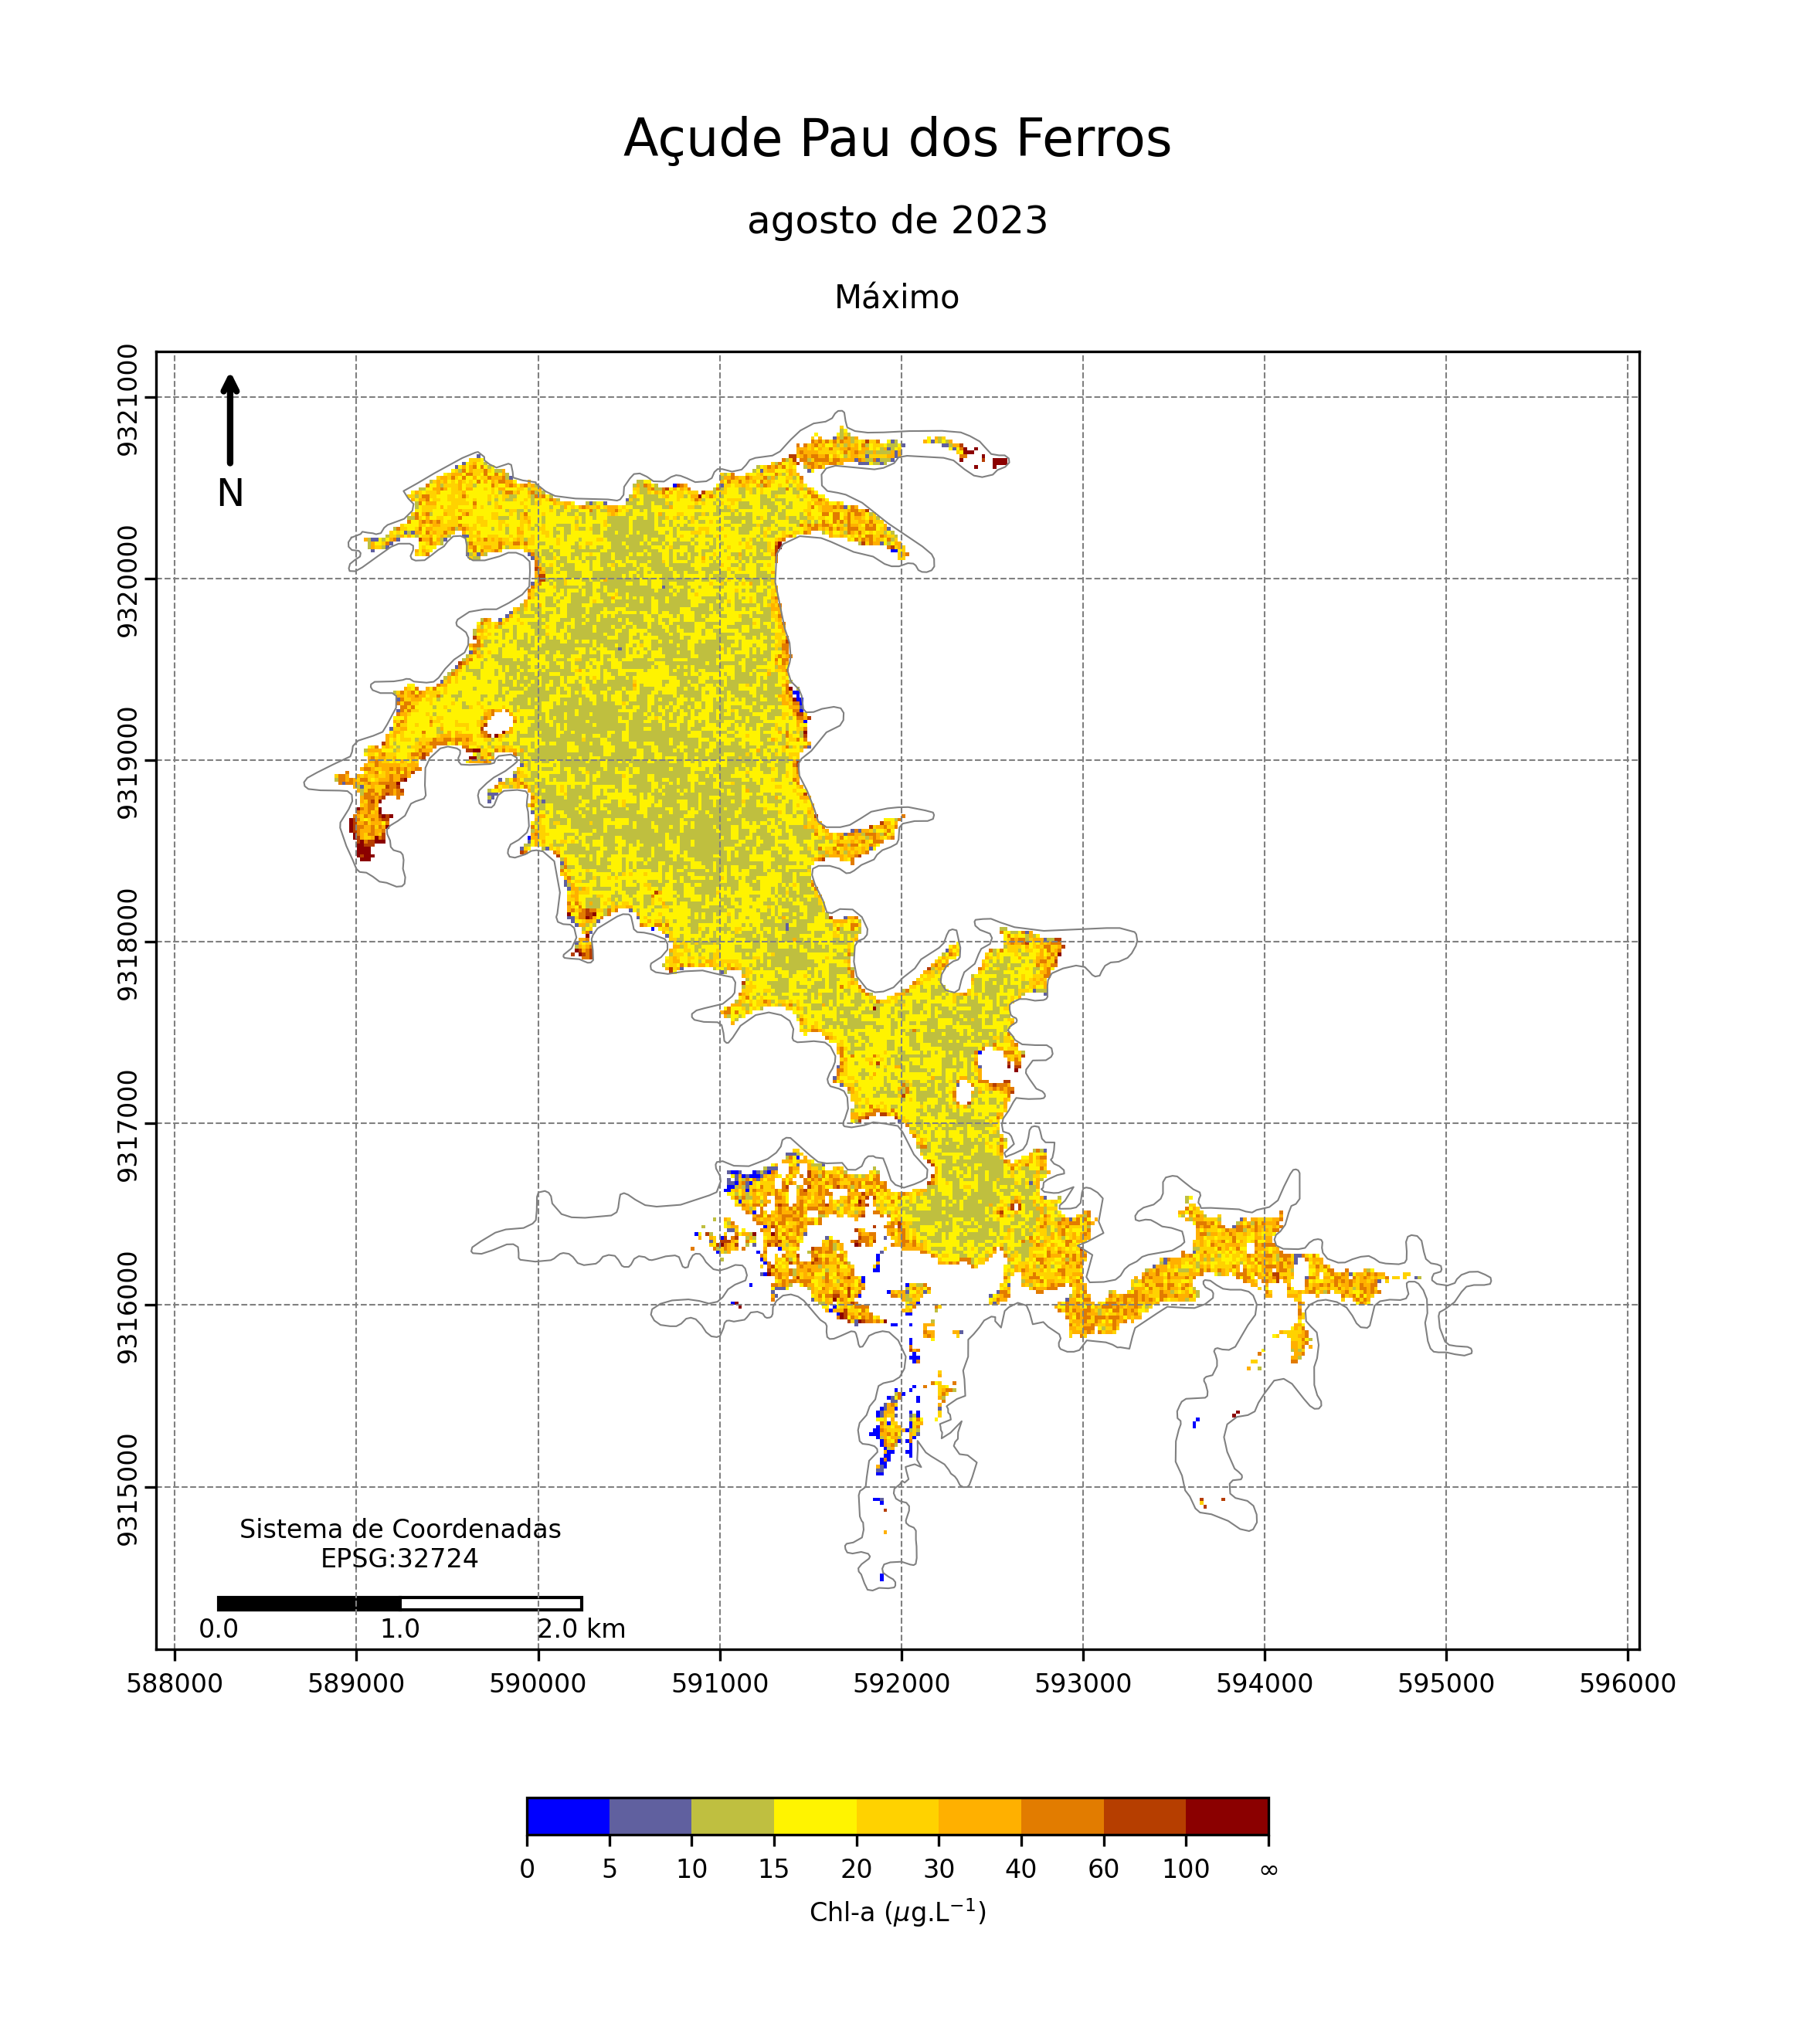 Açude Pau dos Ferros
agosto de 2023
Máximo
9321000
9320000
9319000
9318000
9317000
9316000
9315000
N
Sistema de Coordenadas
EPSG:32724
0.0 1.0 2.0 km
588000 589000 590000 591000 592000 593000 594000 595000 596000
0 5 10 15 20 30 40 60 100 ∞
Chl-a (μg.L⁻¹)